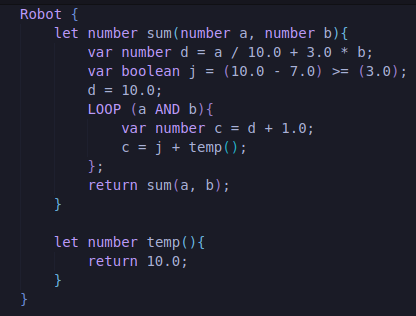 Robot {
    let number sum(number a, number b){
        var number d = a / 10.0 + 3.0 * b;
        var boolean j = (10.0 - 7.0) >= (3.0);
        d = 10.0;
        LOOP (a AND b){
            var number c = d + 1.0;
            c = j + temp();
        };
        return sum(a, b);
    }

    let number temp(){
        return 10.0;
    }
}